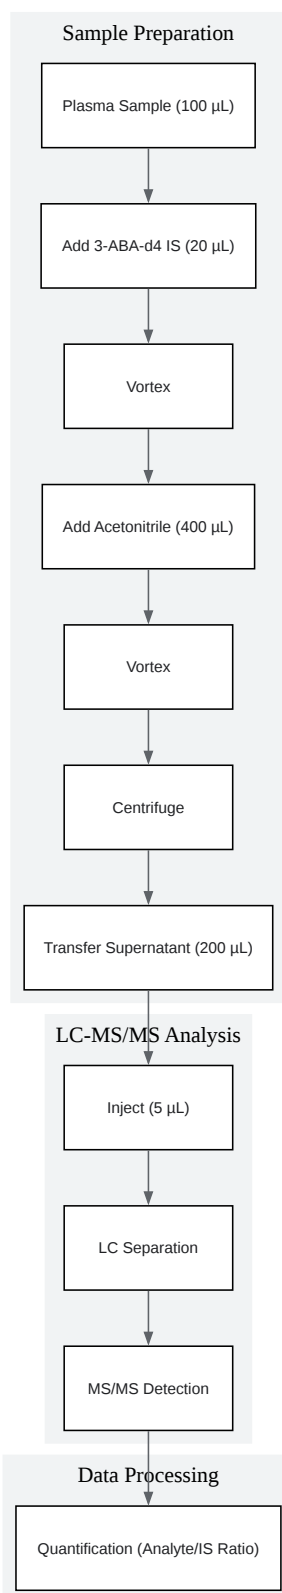 Sample Preparation
Plasma Sample (100 µL)
Add 3-ABA-d4 IS (20 µL)
Vortex
Add Acetonitrile (400 µL)
Vortex
Centrifuge
Transfer Supernatant (200 µL)
LC-MS/MS Analysis
Inject (5 µL)
LC Separation
MS/MS Detection
Data Processing
Quantification (Analyte/IS Ratio)